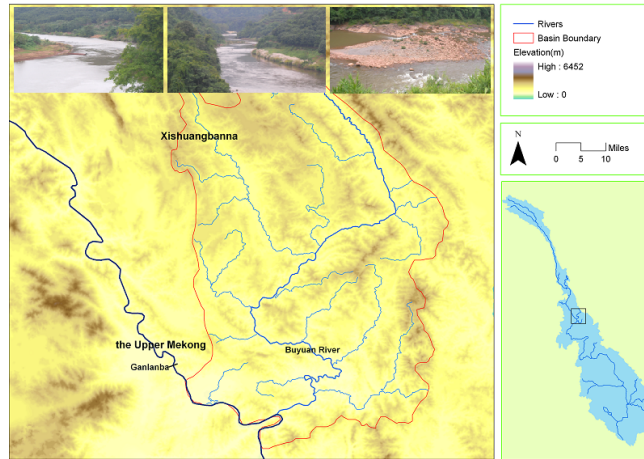 Xishuangbanna
the Upper Mekong
Ganlanba
Buyuan River
Rivers
Basin Boundary
Elevation(m)
High : 6452
Low : 0
N
Miles
0 5 10